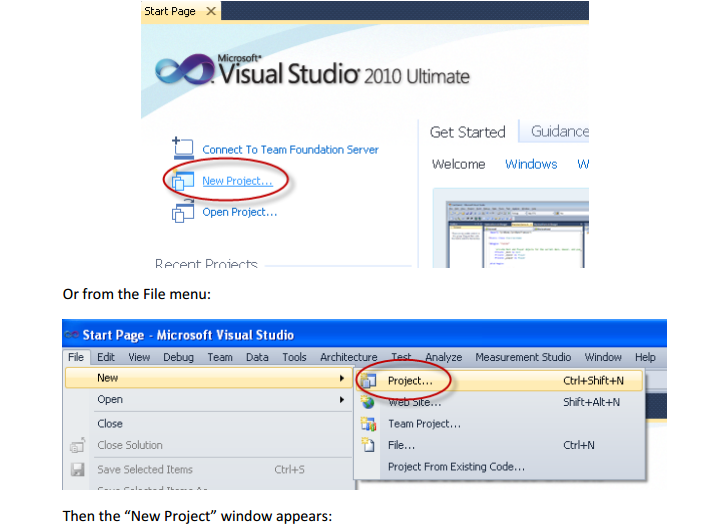 Start Page
Microsoft®
Visual Studio® 2010 Ultimate
Get Started Guidance
Connect To Team Foundation Server
Welcome Windows W
New Project...
Open Project...
Recent Projects
Or from the File menu:
Start Page - Microsoft Visual Studio
File Edit View Debug Team Data Tools Architecture Test Analyze Measurement Studio Window Help
New Project... Ctrl+Shift+N
Open Web Site... Shift+Alt+N
Close Team Project...
Close Solution File... Ctrl+N
Save Selected Items Ctrl+S Project From Existing Code...
Save Selected Items As
Then the “New Project” window appears: